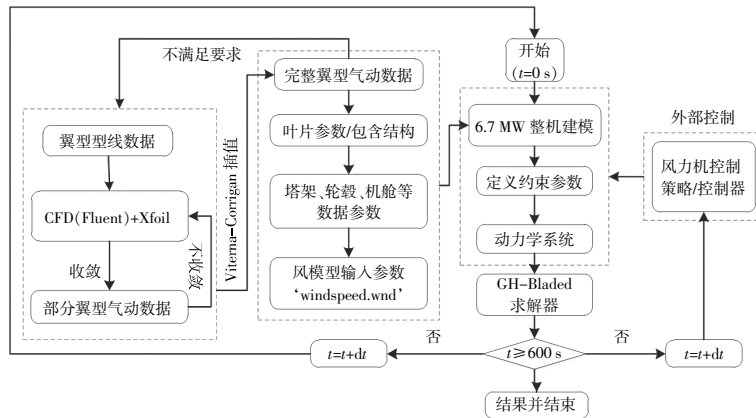 不满足要求
翼型型线数据
CFD(Fluent)+Xfoil
收敛
不收敛
部分翼型气动数据
Viterna-Corrigan 插值
完整翼型气动数据
叶片参数/包含结构
塔架、轮毂、机舱等
数据参数
风模型输入参数
‘windspeed.wnd’
开始
(t=0 s)
6.7 MW 整机建模
定义约束参数
动力学系统
GH-Bladed
求解器
外部控制
风力机控制
策略/控制器
t=t+dt
否
t≥600 s
否
t=t+dt
结果并结束